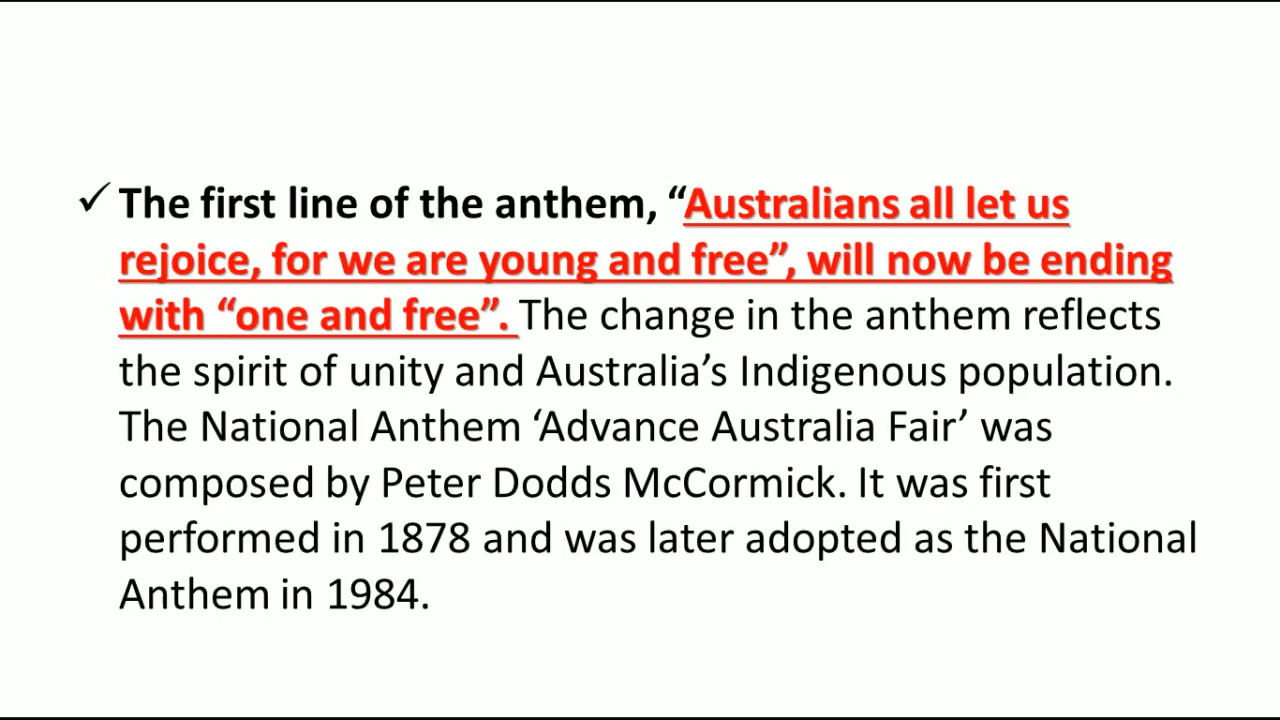 ✓ The first line of the anthem, “Australians all let us
rejoice, for we are young and free”, will now be ending
with “one and free”. The change in the anthem reflects
the spirit of unity and Australia’s Indigenous population.
The National Anthem ‘Advance Australia Fair’ was
composed by Peter Dodds McCormick. It was first
performed in 1878 and was later adopted as the National
Anthem in 1984.